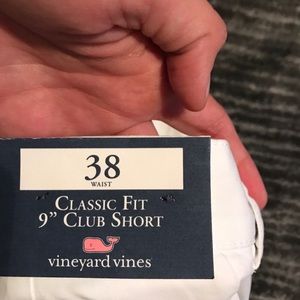 38
WAIST
CLASSIC FIT
9" CLUB SHORT
vineyard vines